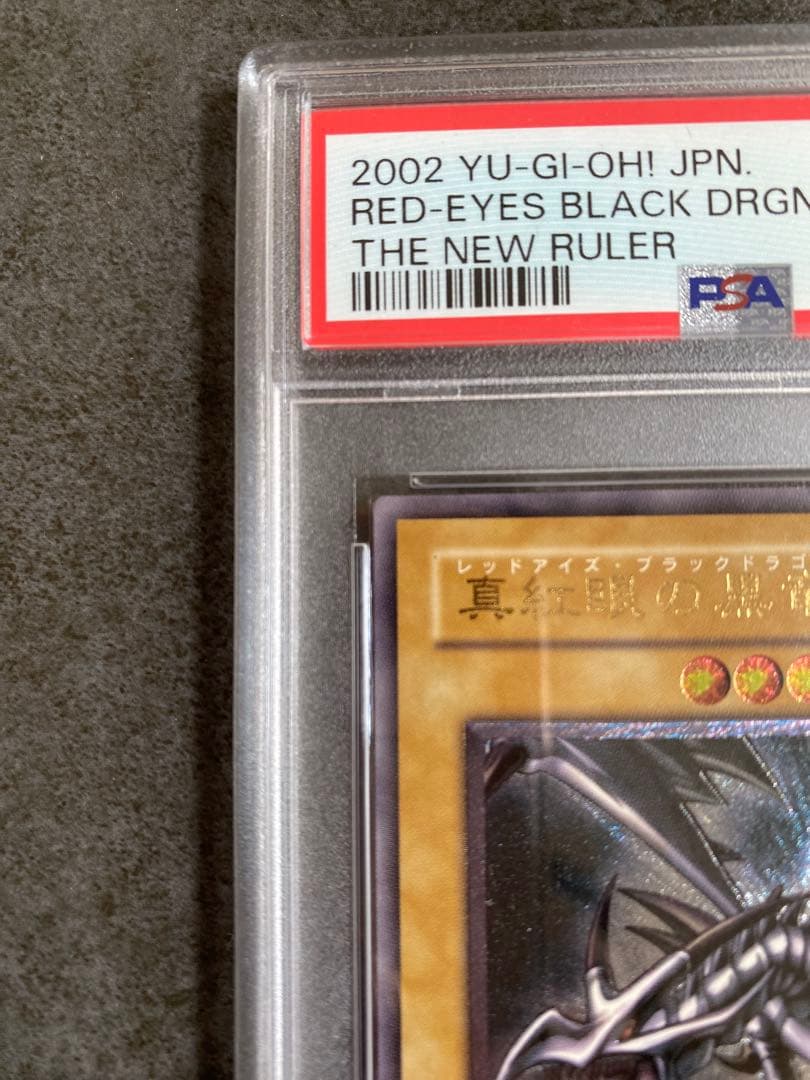 2002 YU-GI-OH! JPN.
RED-EYES BLACK DRGN
THE NEW RULER
PSA
レッドアイズ・ブラックドラゴ
真紅眼の黒